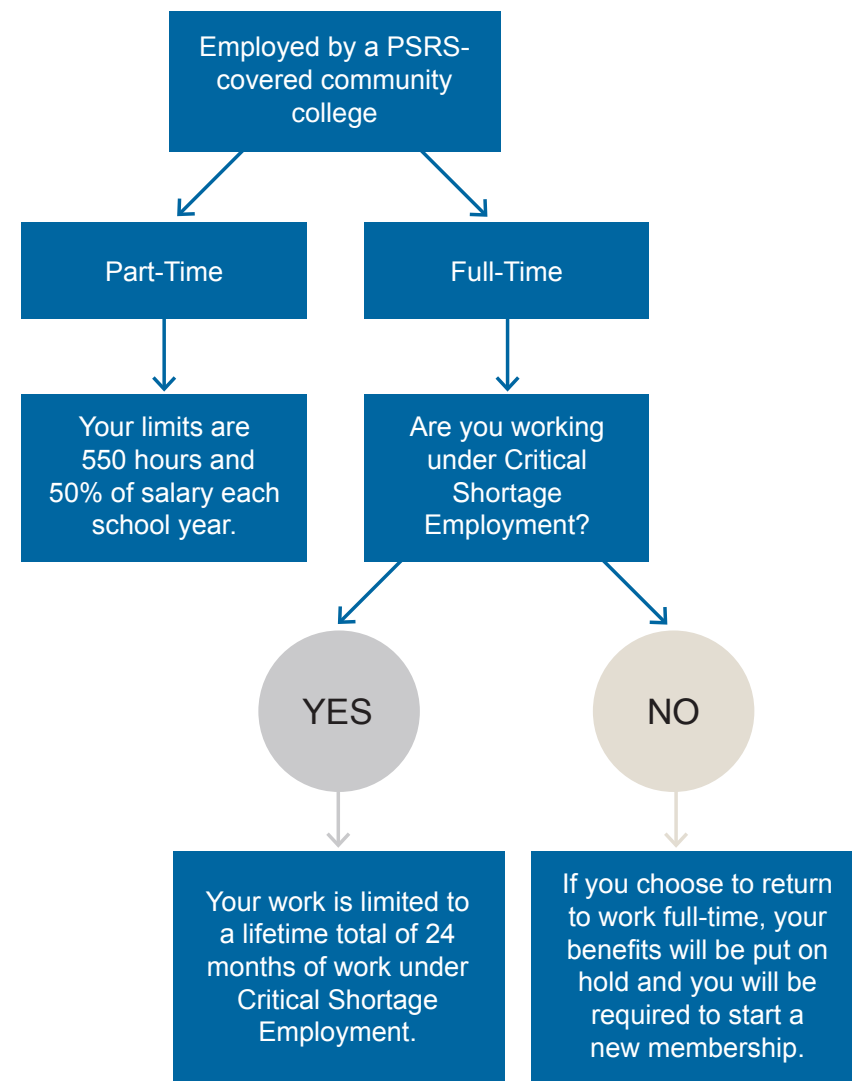 Employed by a PSRS-
covered community
college
Part-Time
Full-Time
Your limits are
550 hours and
50% of salary each
school year.
Are you working
under Critical
Shortage
Employment?
YES
NO
Your work is limited to
a lifetime total of 24
months of work under
Critical Shortage
Employment.
If you choose to return
to work full-time, your
benefits will be put on
hold and you will be
required to start a
new membership.